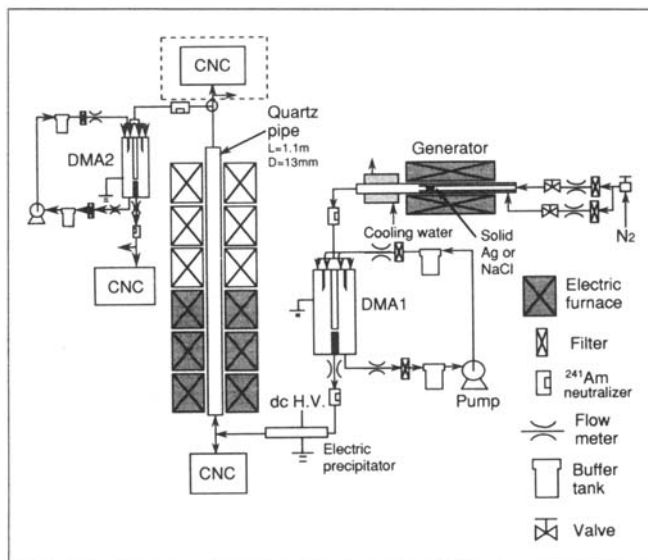 CNC
Quartz
pipe
L=1.1m
D=13mm
Generator
DMA2
Cooling water
Solid
Ag or
NaCl
N2
CNC
DMA1
Electric
furnace
Filter
241Am
neutralizer
Pump
dc H.V.
Flow
meter
Electric
precipitator
CNC
Buffer
tank
Valve